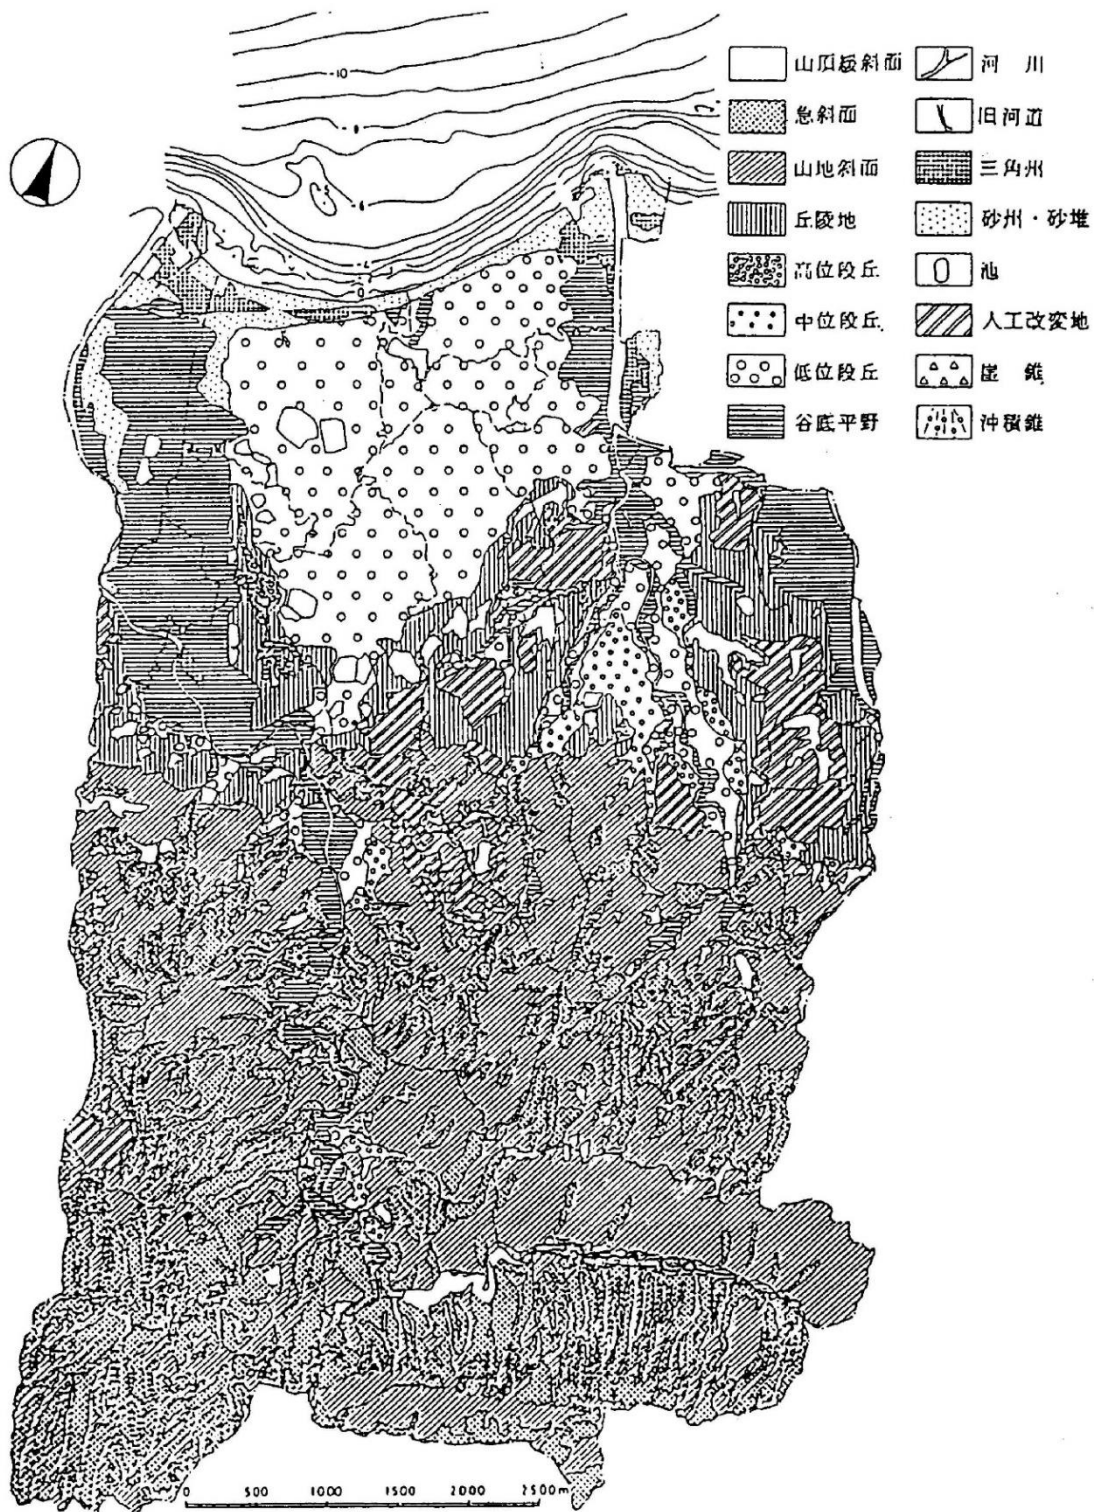 -10
-8
-6
山頂緩斜面
河川
急斜面
旧河道
山地斜面
三角州
丘陵地
砂州・砂堆
高位段丘
池
中位段丘
人工改変地
低位段丘
崖錐
谷底平野
沖積錐
0 500 1000 1500 2000 2500m